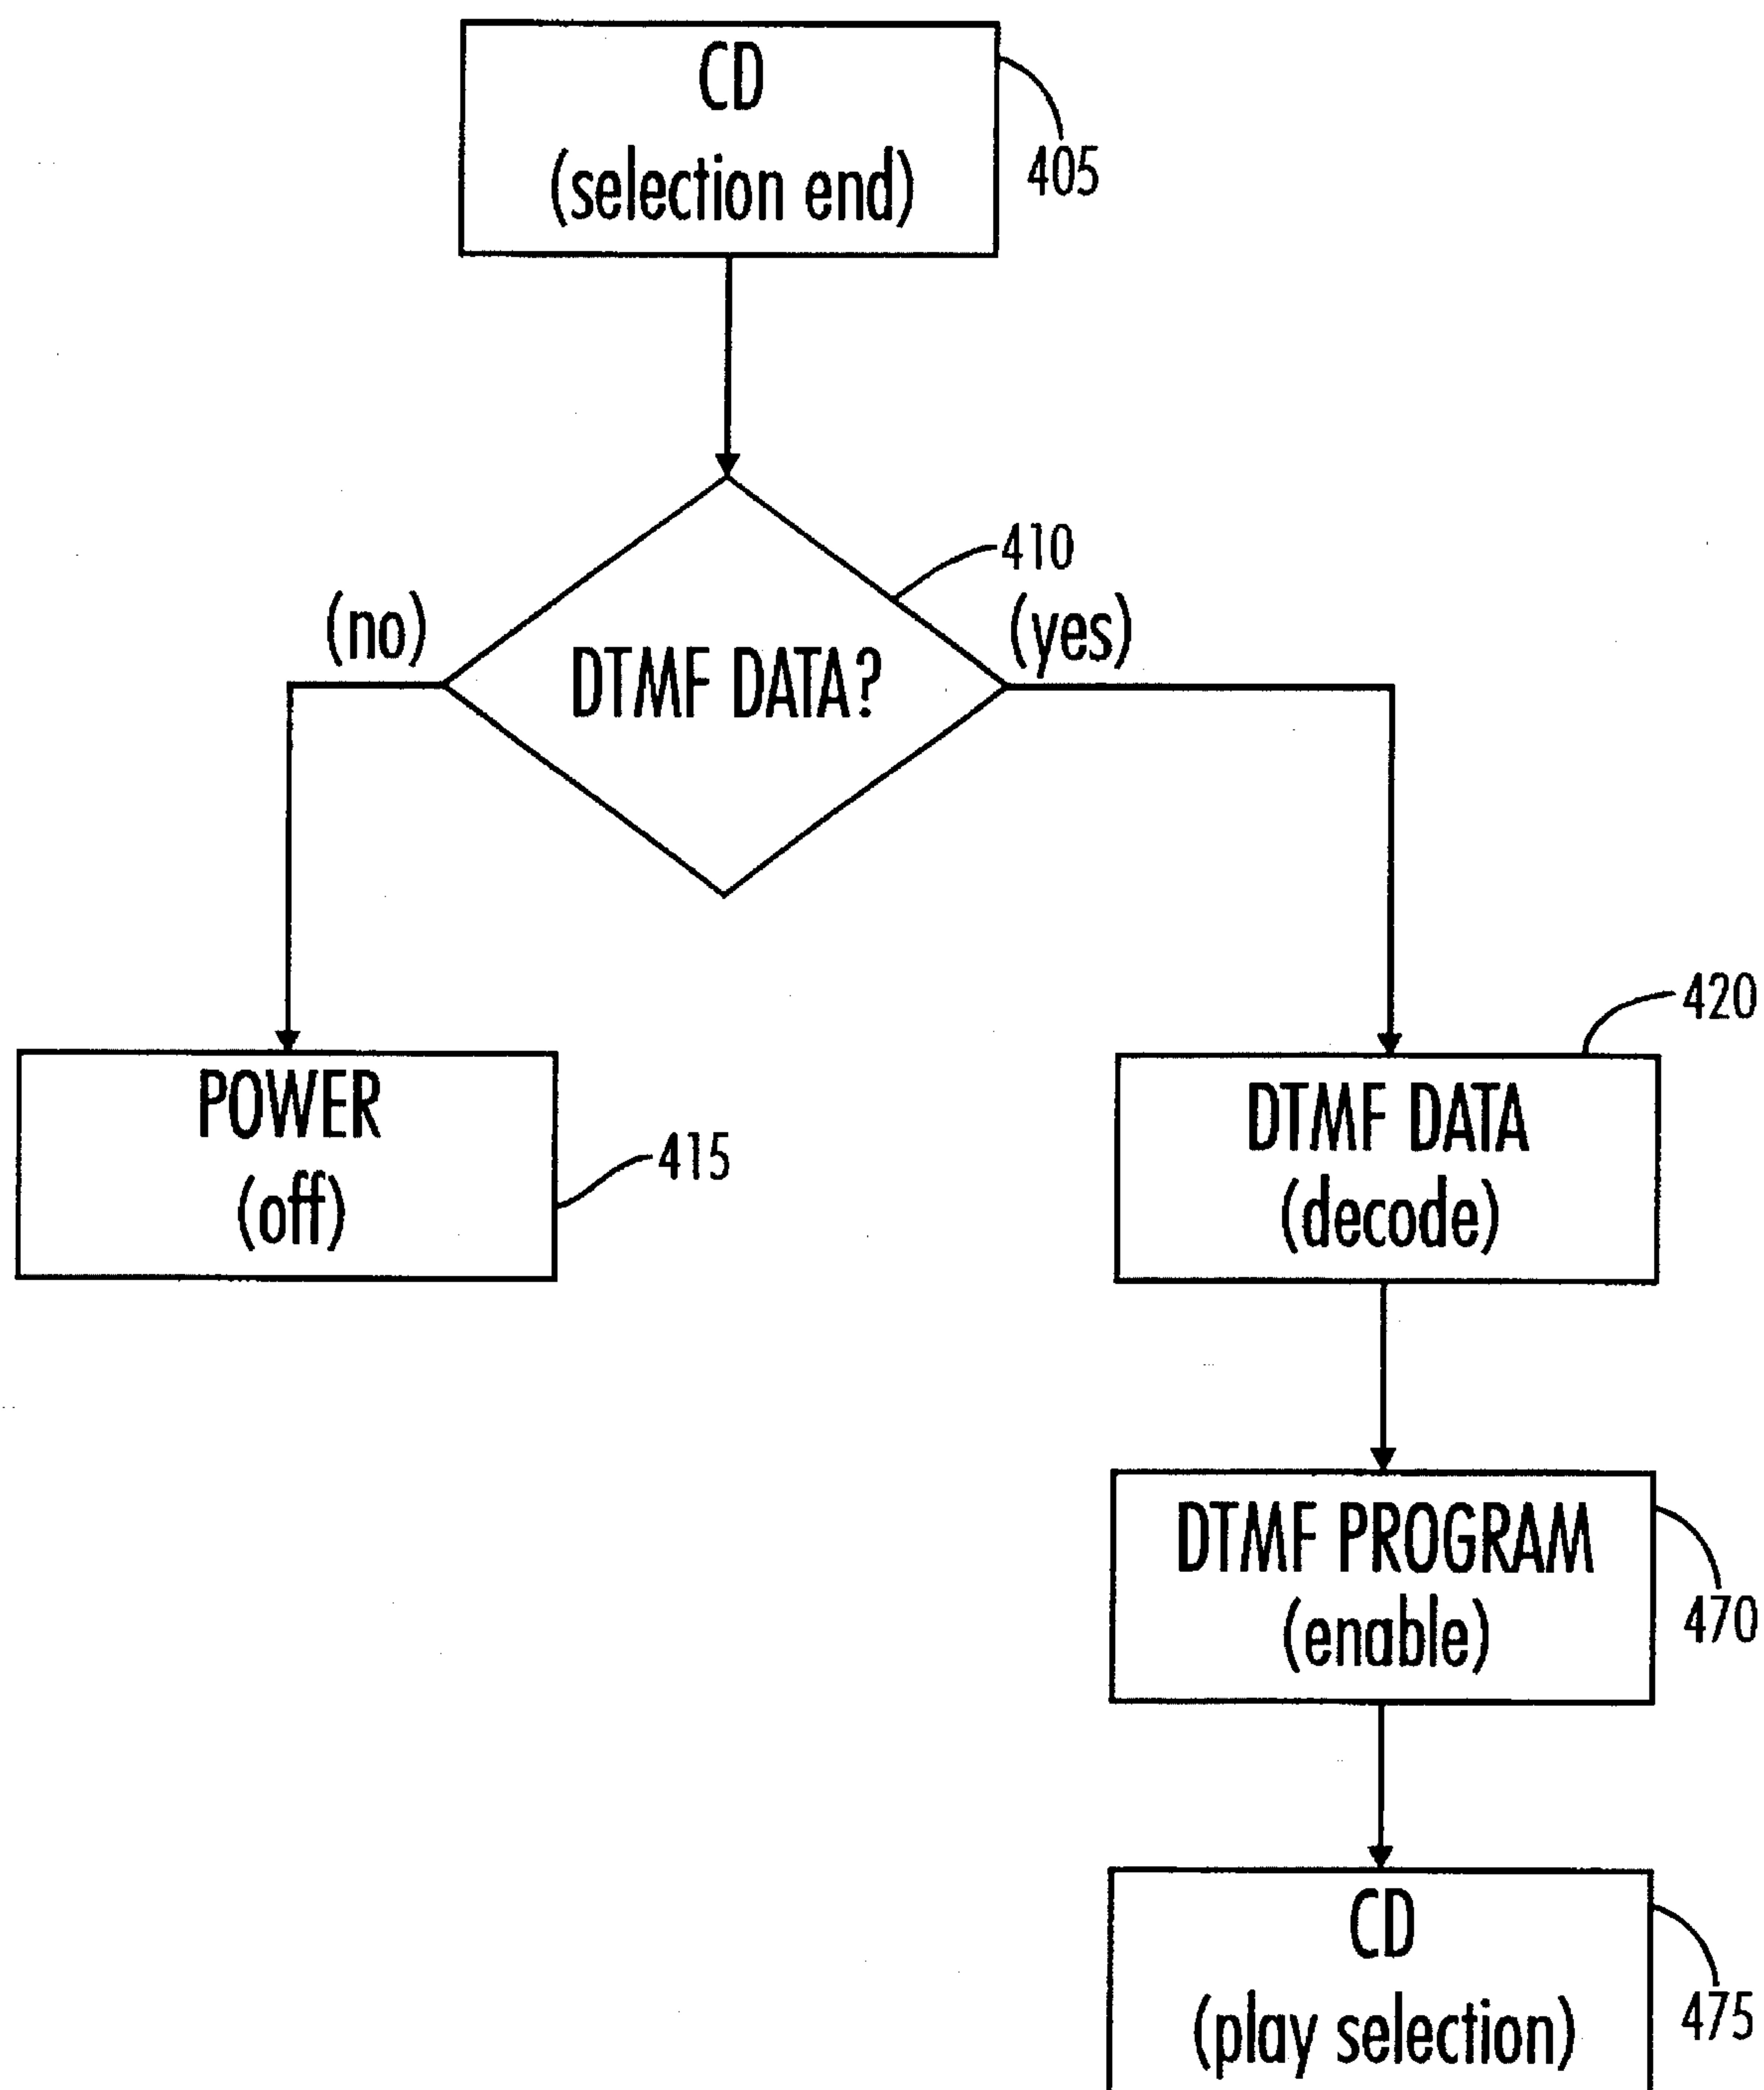 CD
(selection end)
405
410
(no)
(yes)
DTMF DATA?
420
POWER
(off)
415
DTMF DATA
(decode)
DTMF PROGRAM
(enable)
470
CD
(play selection)
475